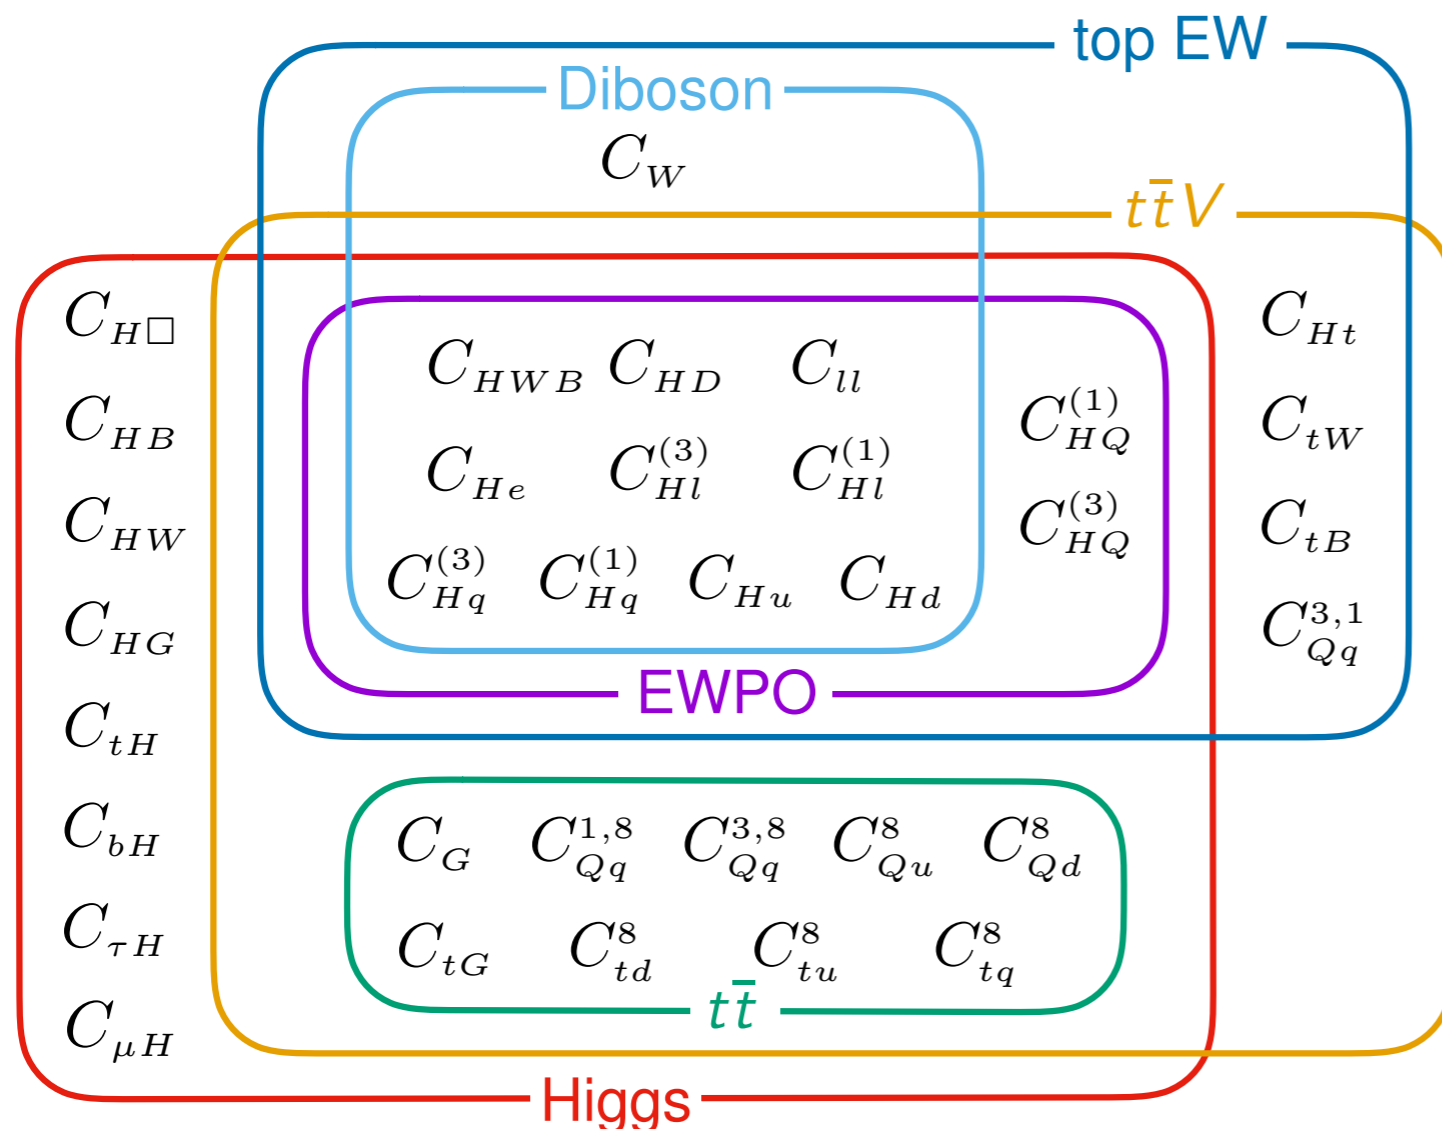 top EW
Diboson
C_W
tt̄V
C_{H□}
C_{HWB} C_{HD} C_{ll}
C_{Ht}
C_{HB}
C_{HQ}^{(1)}
C_{tW}
C_{He} C_{Hl}^{(3)} C_{Hl}^{(1)}
C_{HW}
C_{HQ}^{(3)}
C_{tB}
C_{Hq}^{(3)} C_{Hq}^{(1)} C_{Hu} C_{Hd}
C_{HG}
C_{Qq}^{3,1}
EWPO
C_{tH}
C_{bH}
C_G C_{Qq}^{1,8} C_{Qq}^{3,8} C_{Qu}^8 C_{Qd}^8
C_{τH}
C_{tG} C_{td}^8 C_{tu}^8 C_{tq}^8
tt̄
C_{μH}
Higgs